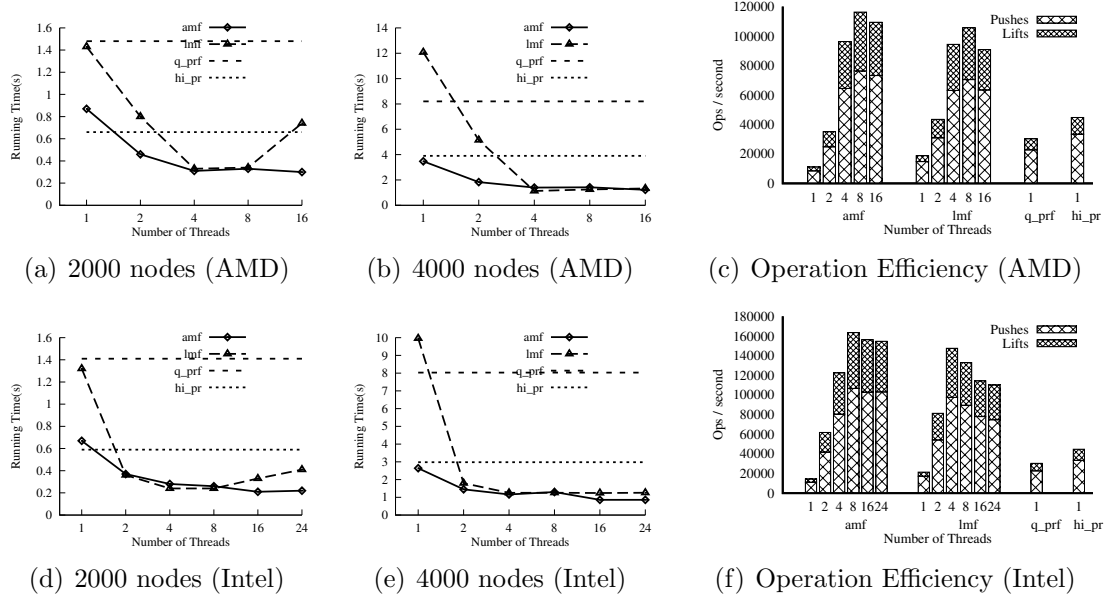 1.6
1.4
1.2
1
0.8
0.6
0.4
0.2
0
Running Time(s)
amf
lmf
q_prf
hi_pr
1 2 4 8 16
Number of Threads
(a) 2000 nodes (AMD)
14
12
10
8
6
4
2
0
Running Time(s)
amf
lmf
q_prf
hi_pr
1 2 4 8 16
Number of Threads
(b) 4000 nodes (AMD)
120000
100000
80000
60000
40000
20000
0
Ops / second
Pushes
Lifts
1 2 4 8 16 1 2 4 8 16 1 1
amf lmf q_prf hi_pr
Number of Threads
(c) Operation Efficiency (AMD)
1.6
1.4
1.2
1
0.8
0.6
0.4
0.2
0
Running Time(s)
amf
lmf
q_prf
hi_pr
1 2 4 8 16 24
Number of Threads
(d) 2000 nodes (Intel)
10
9
8
7
6
5
4
3
2
1
0
Running Time(s)
amf
lmf
q_prf
hi_pr
1 2 4 8 16 24
Number of Threads
(e) 4000 nodes (Intel)
180000
160000
140000
120000
100000
80000
60000
40000
20000
0
Ops / second
Pushes
Lifts
1 2 4 8 16 24 1 2 4 8 16 24 1 1
amf lmf q_prf hi_pr
Number of Threads
(f) Operation Efficiency (Intel)